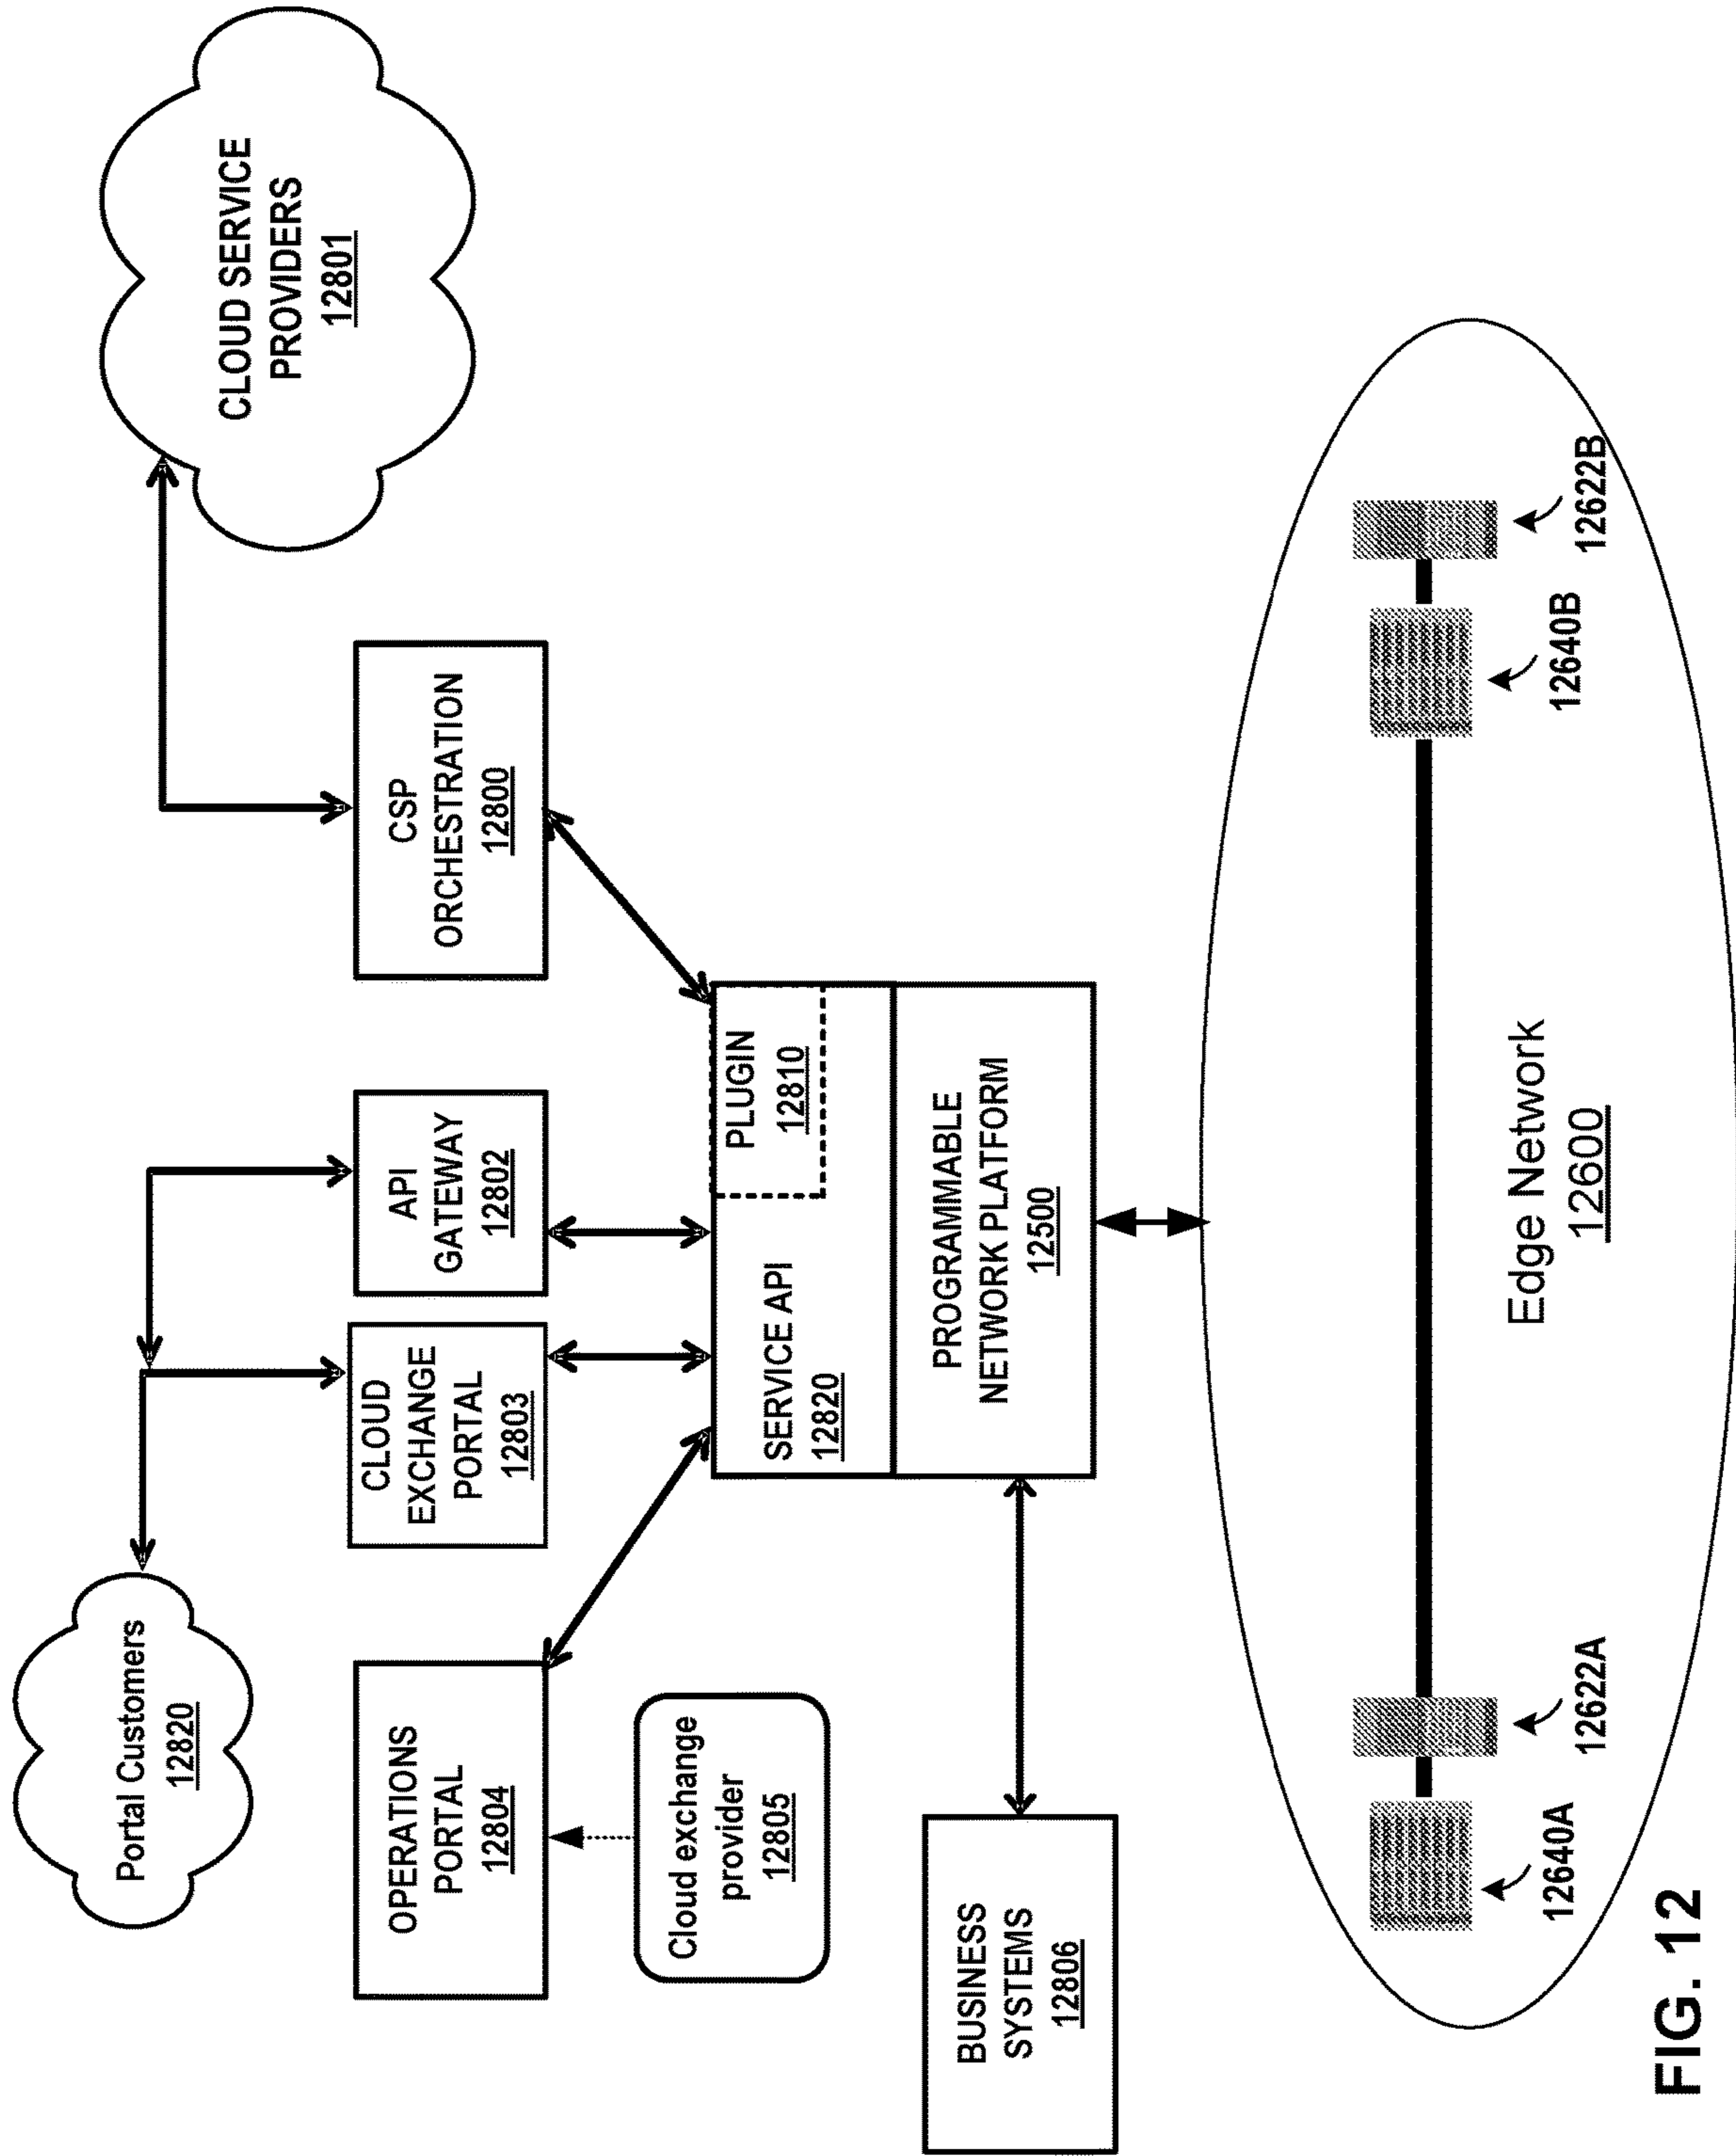 Portal Customers
12820
CLOUD SERVICE
PROVIDERS
12801
OPERATIONS
PORTAL
12804
CLOUD
EXCHANGE
PORTAL
12803
API
GATEWAY
12802
CSP
ORCHESTRATION
12800
Cloud exchange
provider
12805
SERVICE API
12820
PLUGIN
12810
PROGRAMMABLE
NETWORK PLATFORM
12500
BUSINESS
SYSTEMS
12806
12640A
12622A
12640B
12622B
Edge Network
12600
FIG. 12